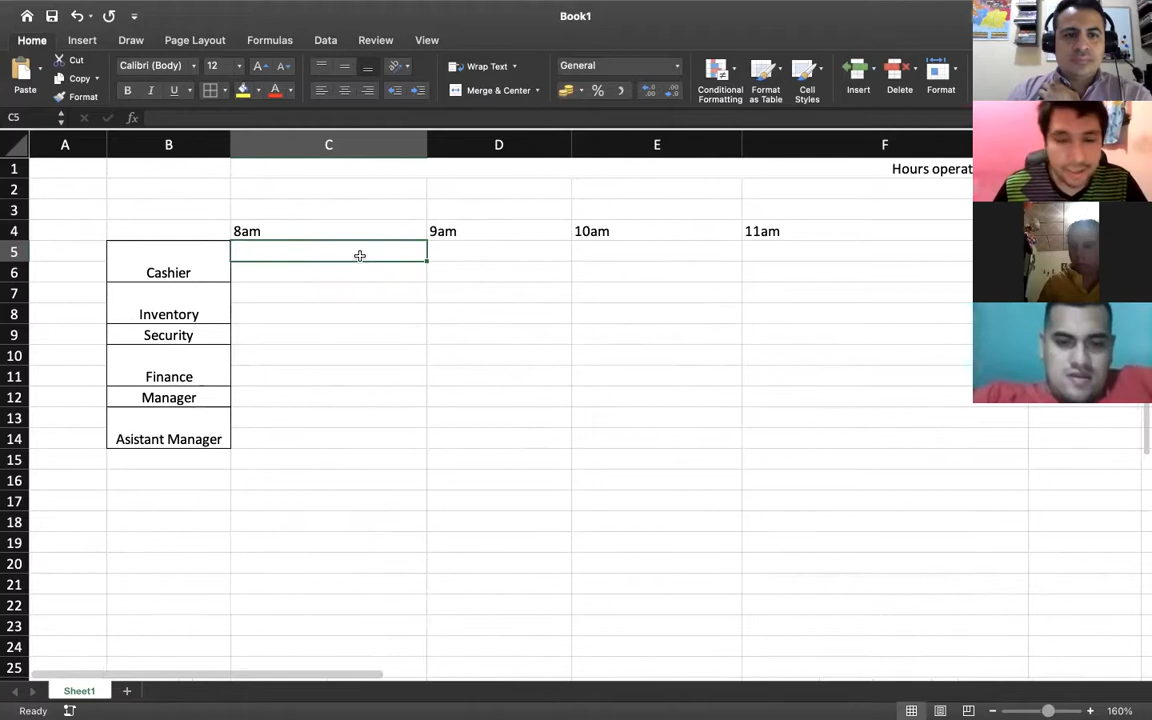 Book1
Home Insert Draw Page Layout Formulas Data Review View
Paste Cut Copy Format Calibri (Body) 12 A A B I U A Wrap Text Merge & Center General % Conditional Formatting Format as Table Cell Styles Insert Delete Format
C5 fx
A B C D E F
1 Hours operat
2
3
4 8am 9am 10am 11am
5
6 Cashier
7
8 Inventory
9 Security
10
11 Finance
12 Manager
13
14 Asistant Manager
15
16
17
18
19
20
21
22
23
24
25
Sheet1
Ready 160%